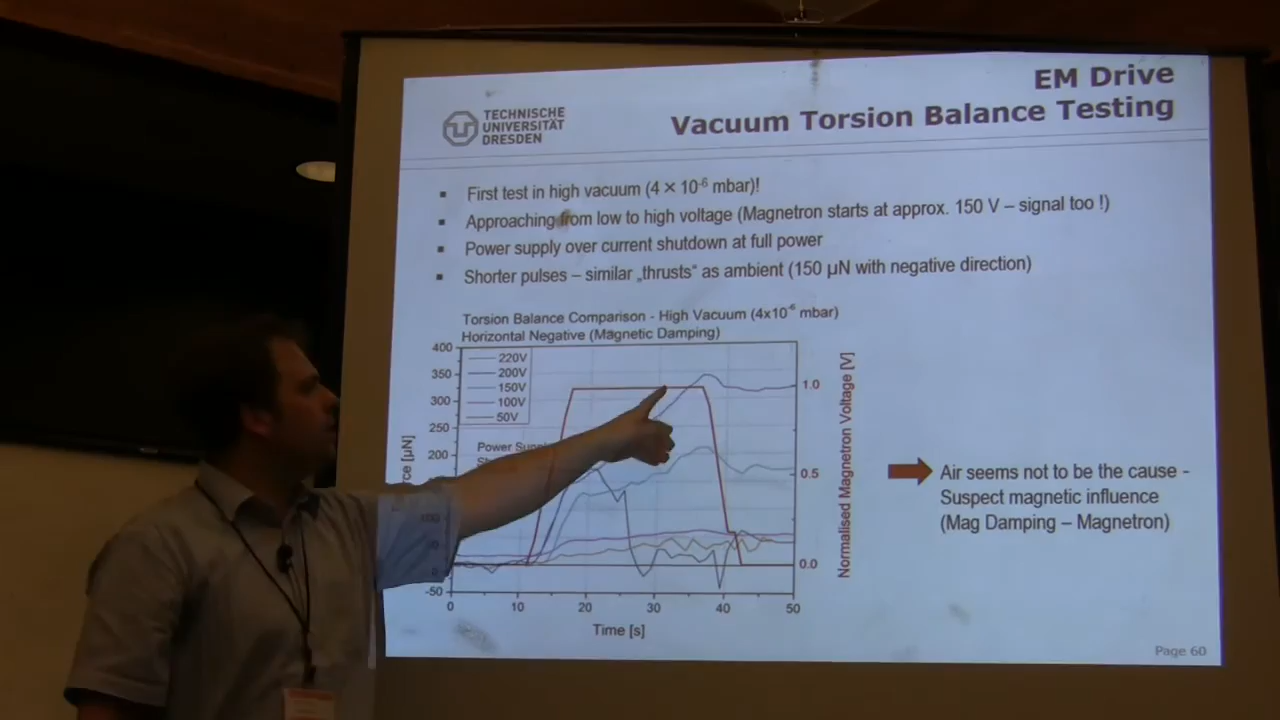 EM Drive
TECHNISCHE
UNIVERSITÄT
DRESDEN
Vacuum Torsion Balance Testing
▪ First test in high vacuum (4 × 10⁻⁶ mbar)!
▪ Approaching from low to high voltage (Magnetron starts at approx. 150 V – signal too !)
▪ Power supply over current shutdown at full power
▪ Shorter pulses – similar „thrusts“ as ambient (150 µN with negative direction)
Torsion Balance Comparison - High Vacuum (4x10⁻⁶ mbar)
Horizontal Negative (Magnetic Damping)
400
350
300
250
200
-50
220V
200V
150V
100V
50V
Power
[µN]
0 10 20 30 40 50
Time [s]
1.0
0.5
0.0
Normalised Magnetron Voltage [V]
Air seems not to be the cause -
Suspect magnetic influence
(Mag Damping – Magnetron)
Page 60